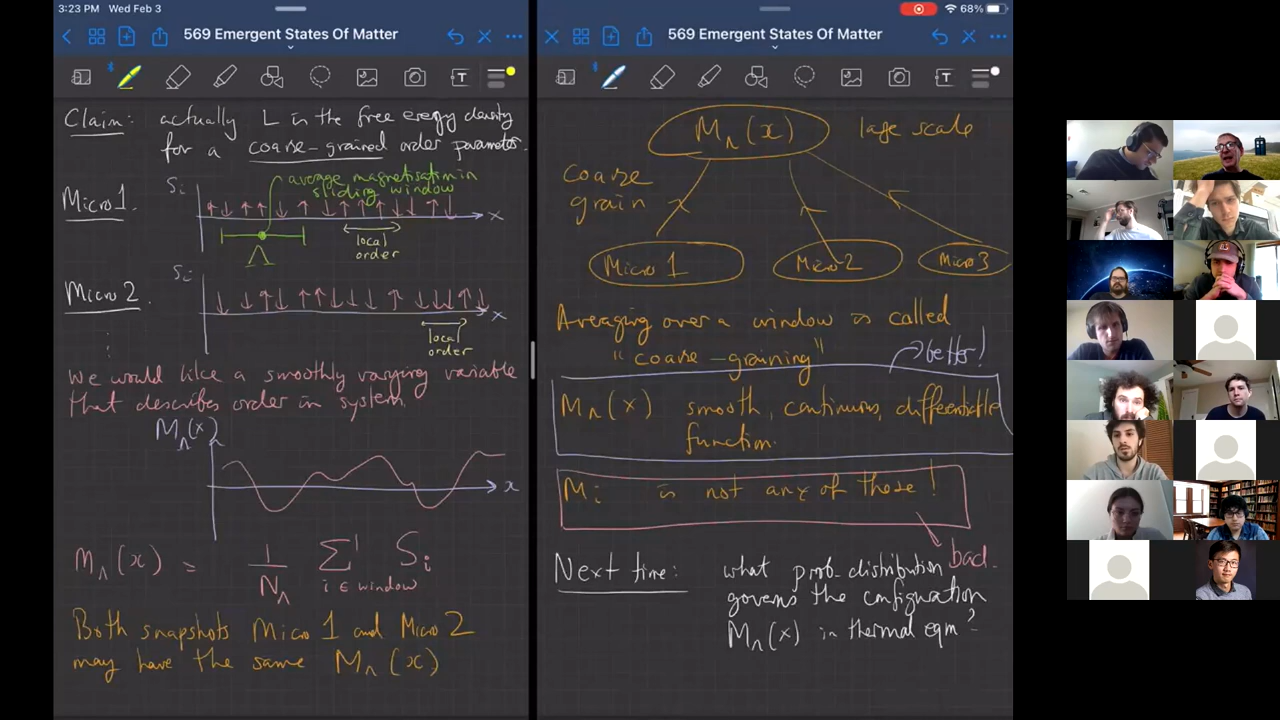 3:23 PM Wed Feb 3
68%
569 Emergent States Of Matter
Claim: actually L is the free energy density
for a coarse-grained order parameter.
Micro 1.
Si
average magnetisation in
sliding window
x
Λ
local
order
Micro 2
Si
x
local
order
We would like a smoothly varying variable
that describes order in system.
MΛ(x)
x
MΛ(x) = 1/NΛ Σ' Si
i ∈ window
Both snapshots Micro 1 and Micro 2
may have the same MΛ(x)
569 Emergent States Of Matter
MΛ(x) large scale
coarse
grain
Micro 1 Micro 2 Micro 3
Averaging over a window is called
"coarse-graining"
better!
MΛ(x) smooth, continuous, differentiable
function.
Mi is not any of these!
bad.
Next time: what prob. distribution
governs the configuration
MΛ(x) in thermal eqm?